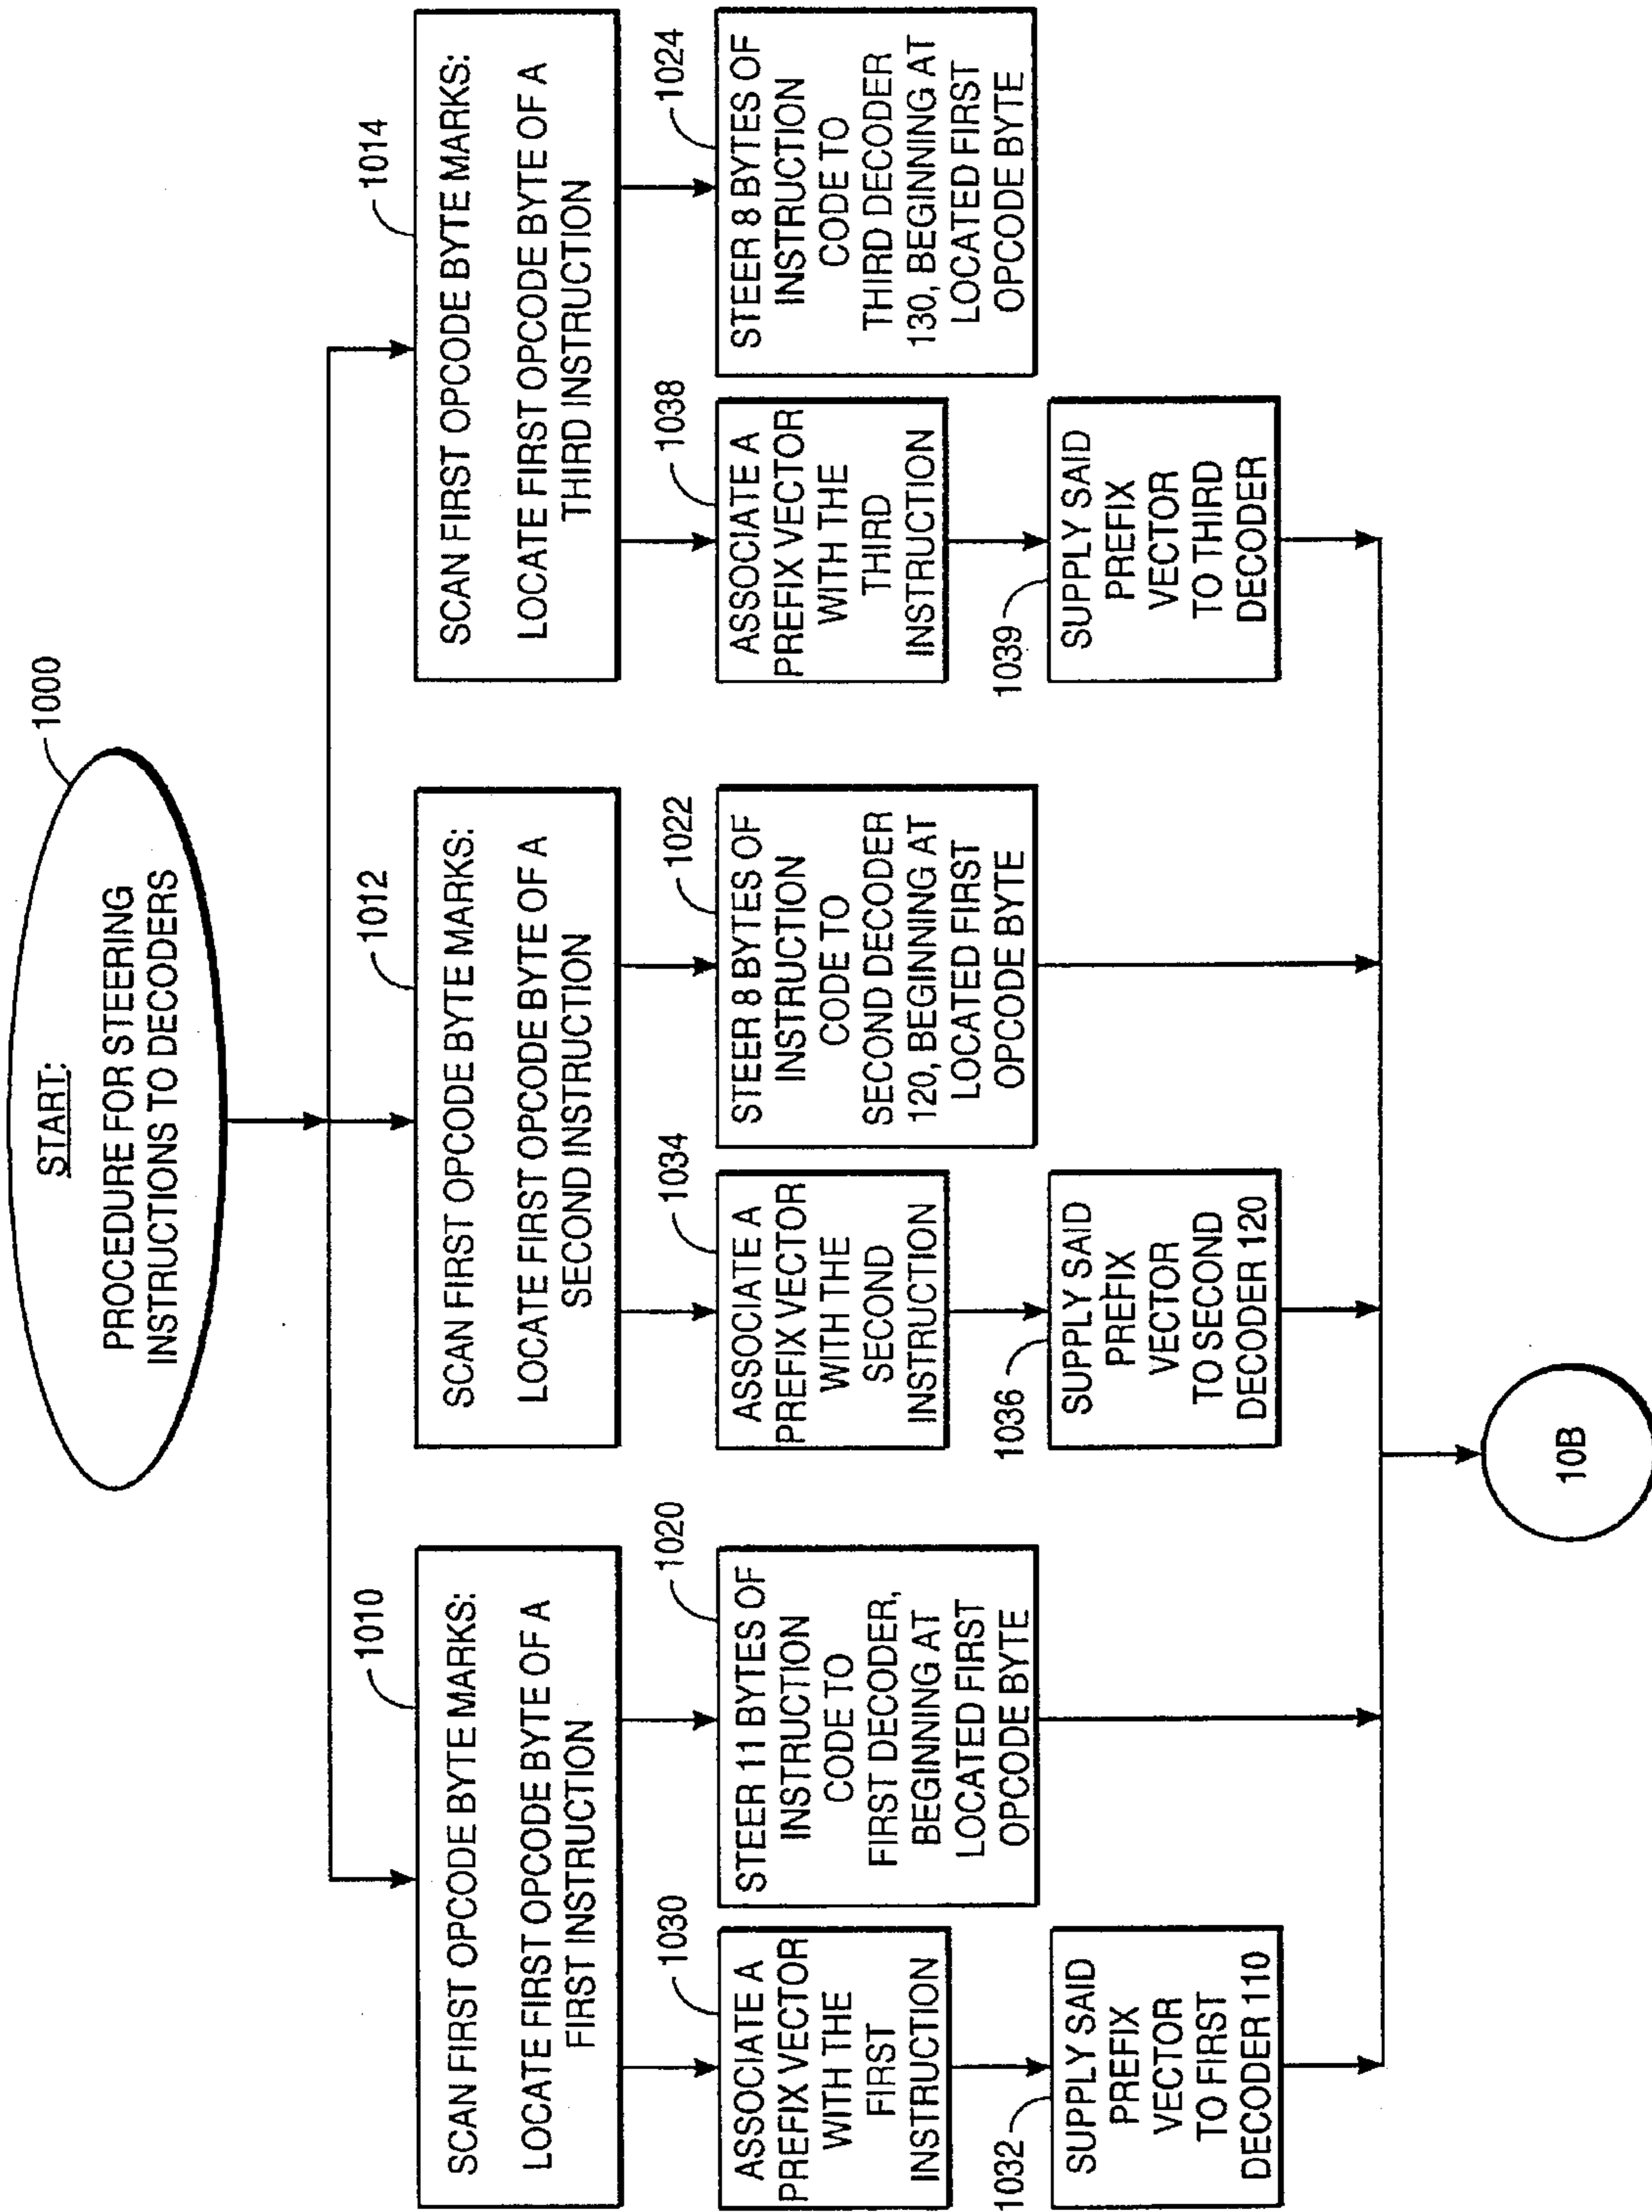 START:
PROCEDURE FOR STEERING
INSTRUCTIONS TO DECODERS
1000
1010
SCAN FIRST OPCODE BYTE MARKS:
LOCATE FIRST OPCODE BYTE OF A
FIRST INSTRUCTION
1012
SCAN FIRST OPCODE BYTE MARKS:
LOCATE FIRST OPCODE BYTE OF A
SECOND INSTRUCTION
1014
SCAN FIRST OPCODE BYTE MARKS:
LOCATE FIRST OPCODE BYTE OF A
THIRD INSTRUCTION
1030
ASSOCIATE A
PREFIX VECTOR
WITH THE
FIRST
INSTRUCTION
1020
STEER 11 BYTES OF
INSTRUCTION
CODE TO
FIRST DECODER,
BEGINNING AT
LOCATED FIRST
OPCODE BYTE
1034
ASSOCIATE A
PREFIX VECTOR
WITH THE
SECOND
INSTRUCTION
1022
STEER 8 BYTES OF
INSTRUCTION
CODE TO
SECOND DECODER
120, BEGINNING AT
LOCATED FIRST
OPCODE BYTE
1038
ASSOCIATE A
PREFIX VECTOR
WITH THE
THIRD
INSTRUCTION
1024
STEER 8 BYTES OF
INSTRUCTION
CODE TO
THIRD DECODER
130, BEGINNING AT
LOCATED FIRST
OPCODE BYTE
1032
SUPPLY SAID
PREFIX
VECTOR
TO FIRST
DECODER 110
1036
SUPPLY SAID
PREFIX
VECTOR
TO SECOND
DECODER 120
1039
SUPPLY SAID
PREFIX
VECTOR
TO THIRD
DECODER
10B